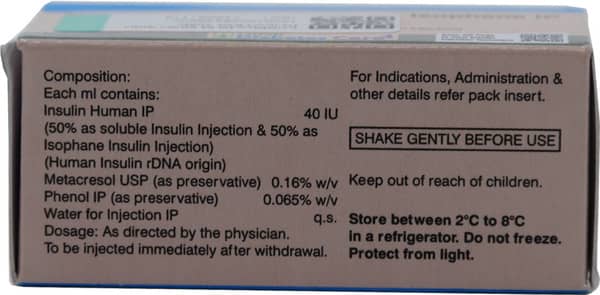 Diabetes Care
Composition:
Each ml contains:
Insulin Human IP 40 IU
(50% as soluble Insulin Injection & 50% as
Isophane Insulin Injection)
(Human Insulin rDNA origin)
Metacresol USP (as preservative) 0.16% w/v
Phenol IP (as preservative) 0.065% w/v
Water for Injection IP q.s.
Dosage: As directed by the physician.
To be injected immediately after withdrawal.
For Indications, Administration &
other details refer pack insert.
SHAKE GENTLY BEFORE USE
Keep out of reach of children.
Store between 2°C to 8°C
in a refrigerator. Do not freeze.
Protect from light.